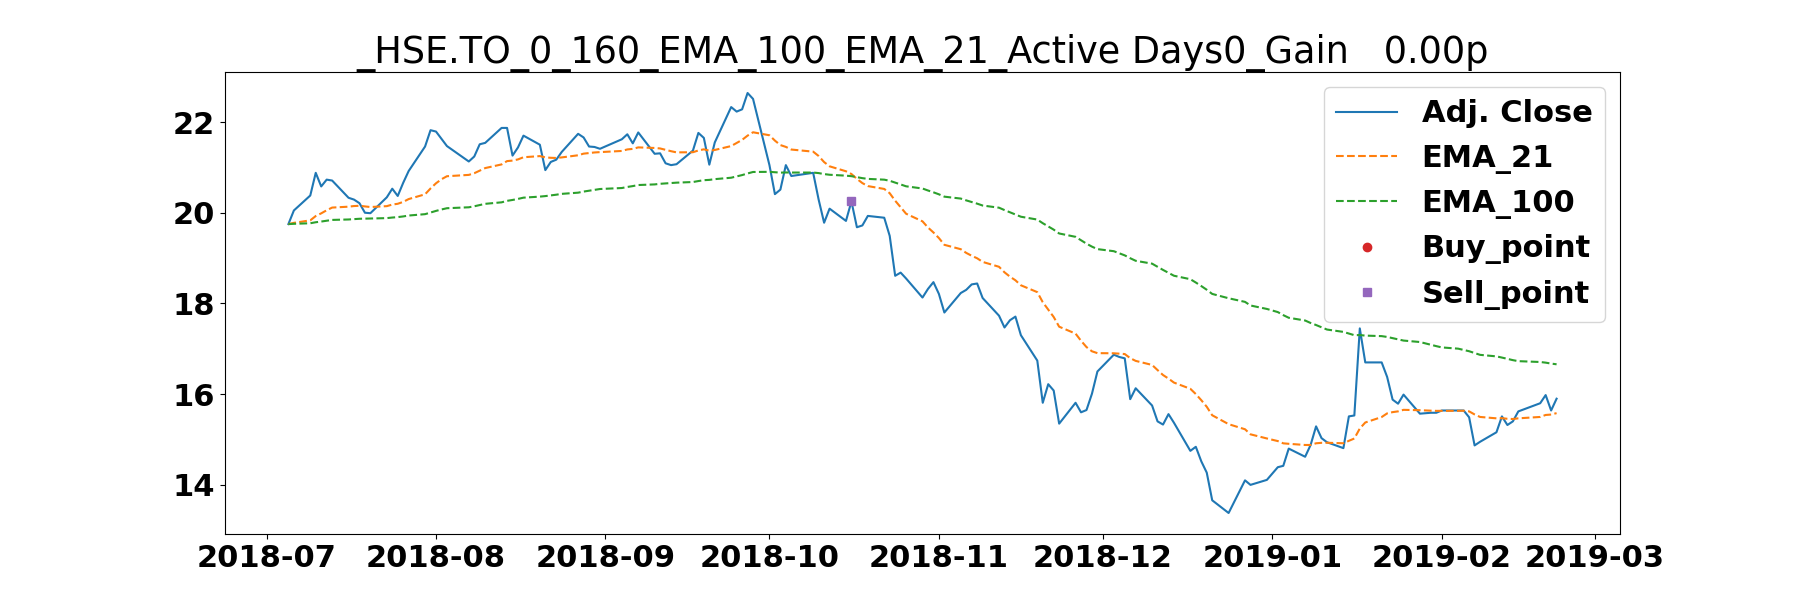 _HSE.TO_0_160_EMA_100_EMA_21_Active Days0_Gain   0.00p
22
20
18
16
14
Adj. Close
EMA_21
EMA_100
Buy_point
Sell_point
2018-07 2018-08 2018-09 2018-10 2018-11 2018-12 2019-01 2019-02 2019-03